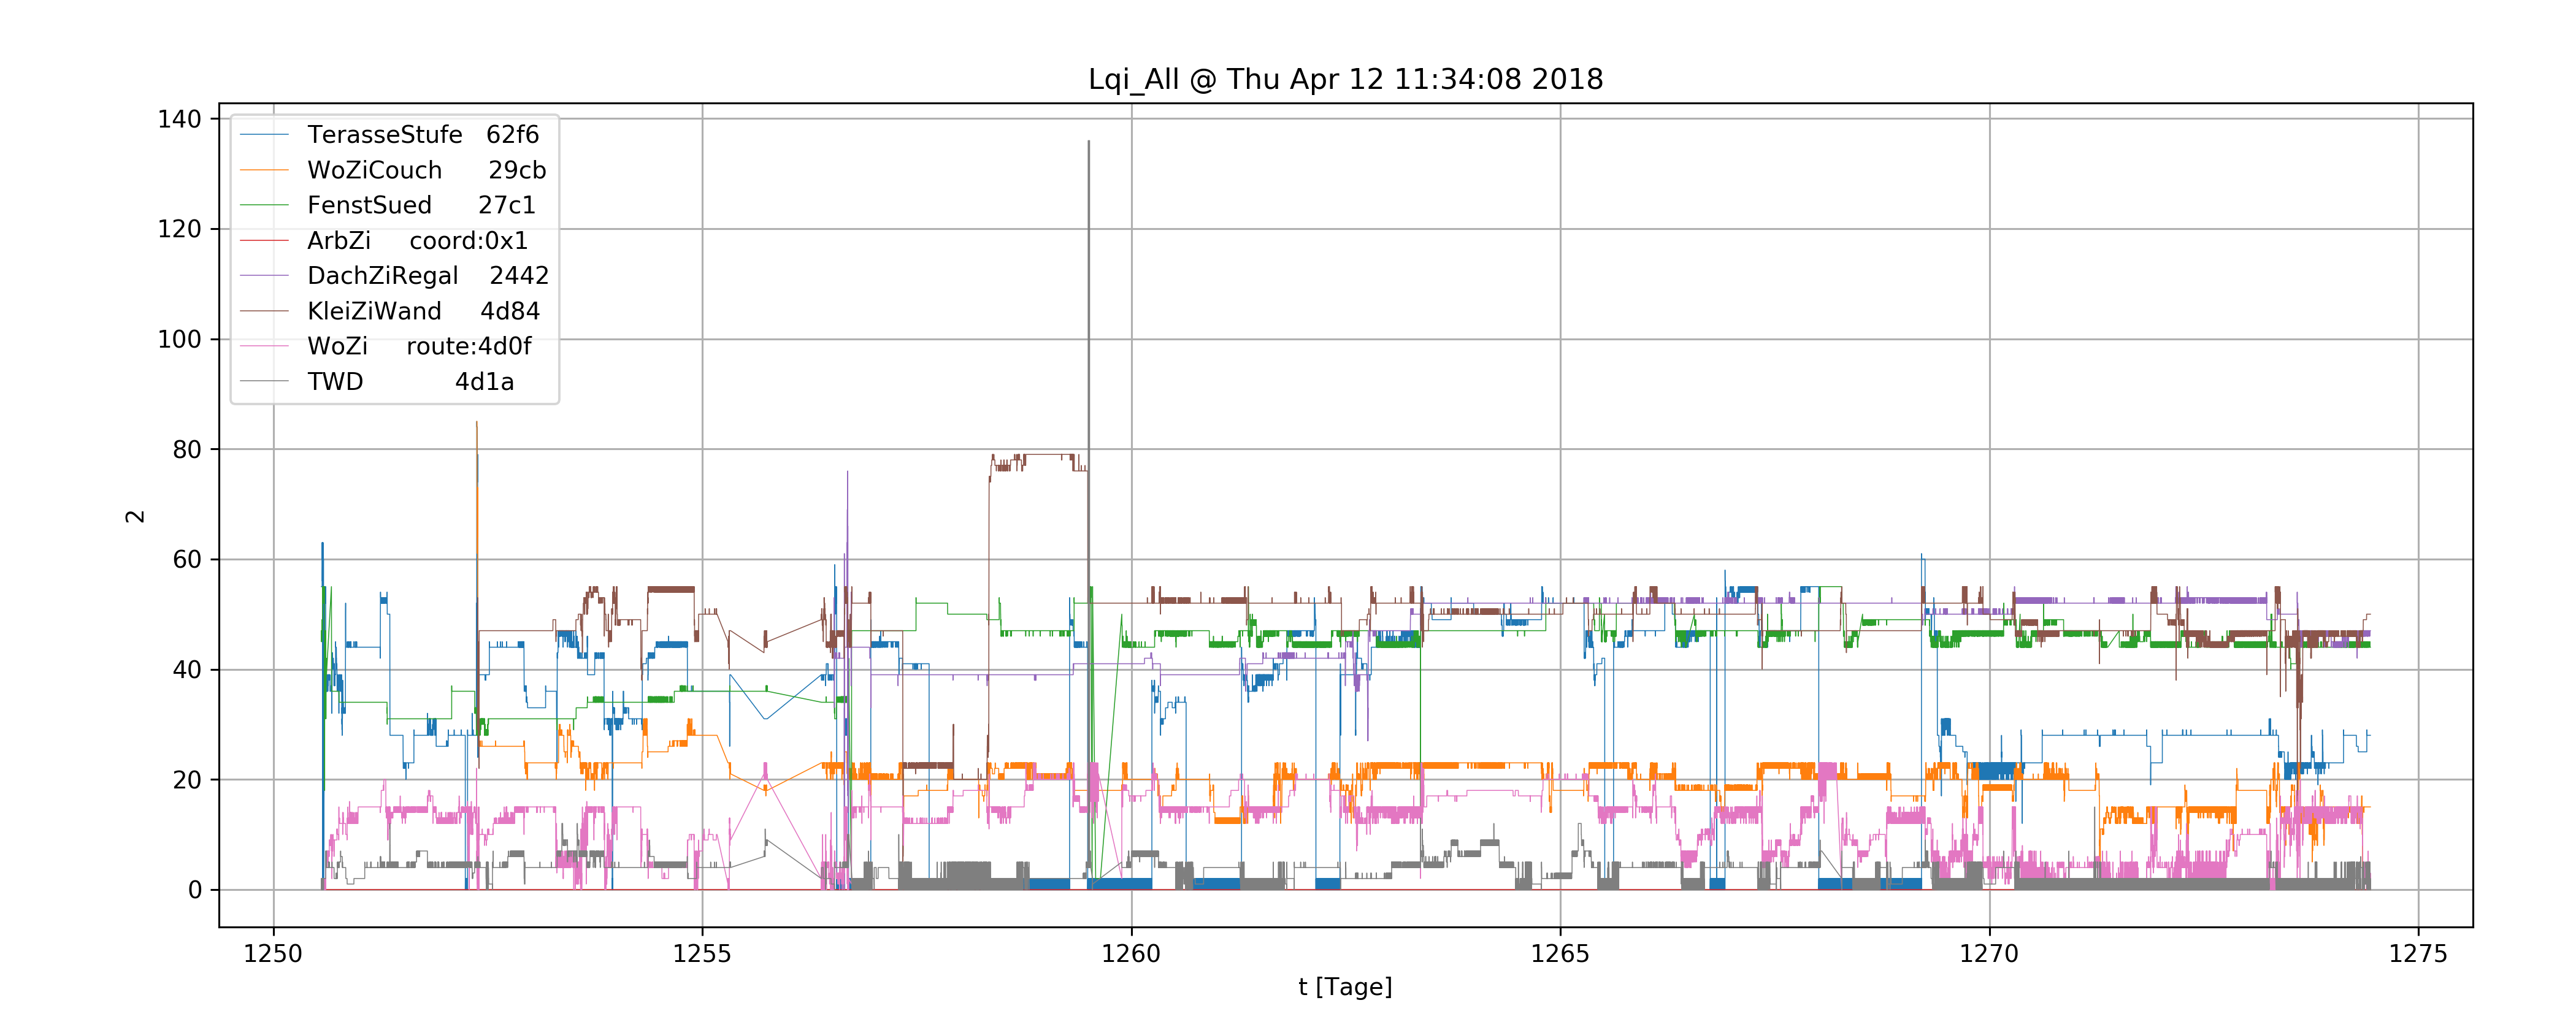 Lqi_All @ Thu Apr 12 11:34:08 2018
140
120
100
80
60
40
20
0
2
TerasseStufe 62f6
WoZiCouch 29cb
FenstSued 27c1
ArbZi coord:0x1
DachZiRegal 2442
KleiZiWand 4d84
WoZi route:4d0f
TWD 4d1a
1250 1255 1260 1265 1270 1275
t [Tage]